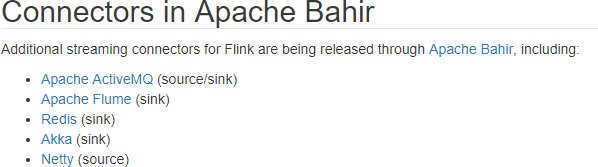 Connectors in Apache Bahir
Additional streaming connectors for Flink are being released through Apache Bahir, including:
• Apache ActiveMQ (source/sink)
• Apache Flume (sink)
• Redis (sink)
• Akka (sink)
• Netty (source)